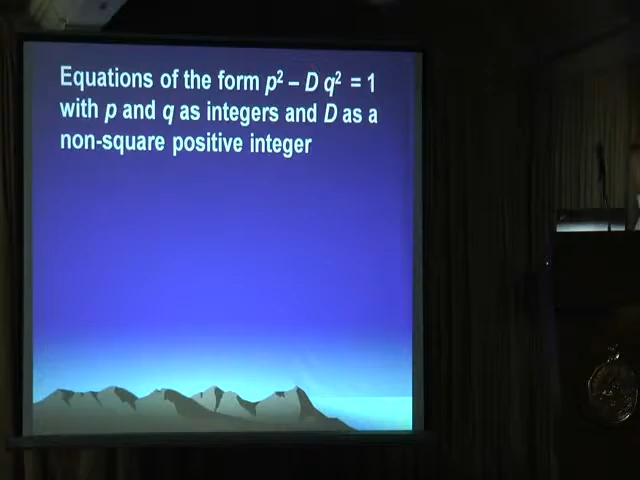 Equations of the form p² – D q² = 1
with p and q as integers and D as a
non-square positive integer